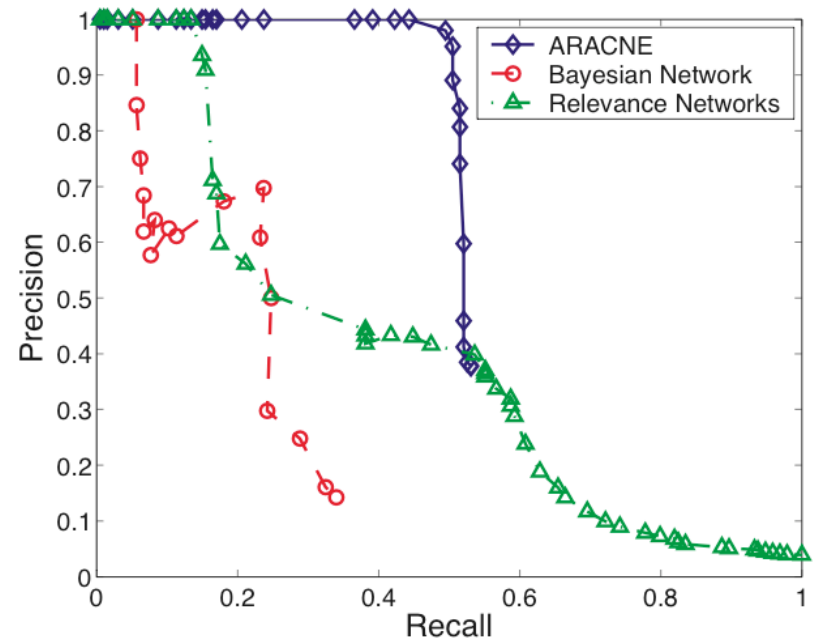 1
0.9
0.8
0.7
0.6
0.5
0.4
0.3
0.2
0.1
0
Precision
ARACNE
Bayesian Network
Relevance Networks
0 0.2 0.4 0.6 0.8 1
Recall